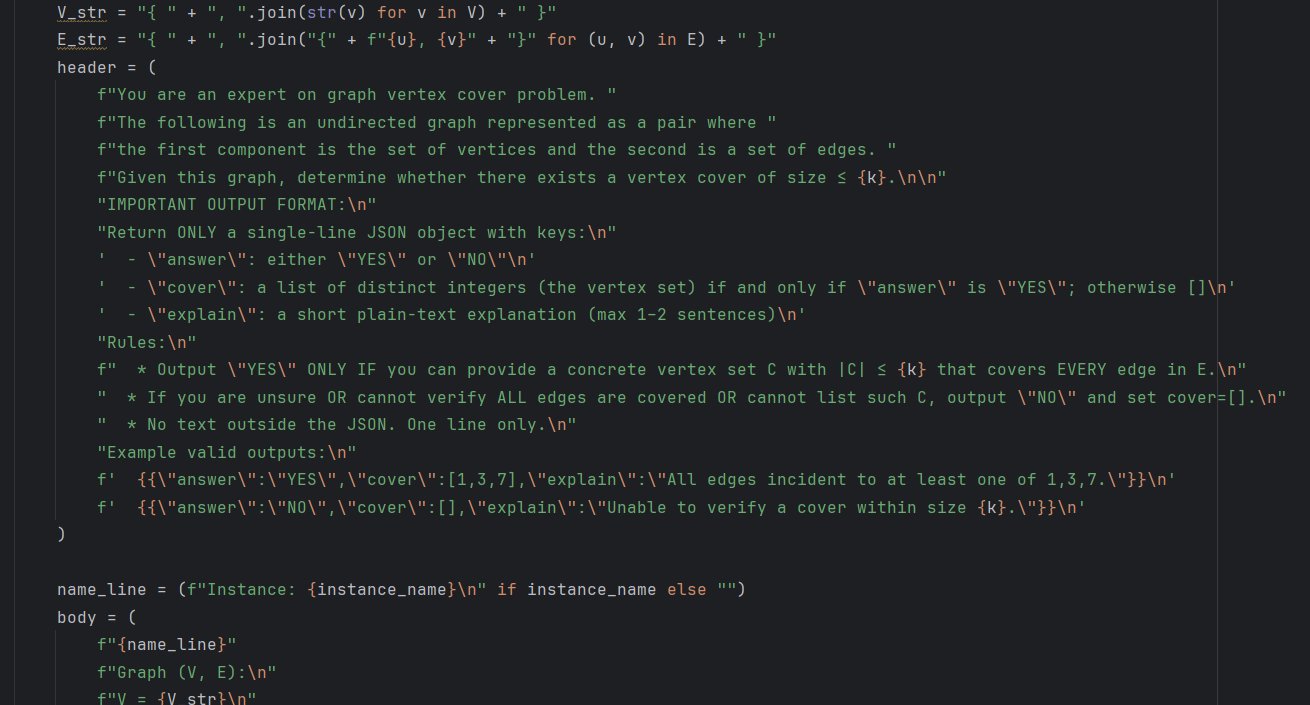 V_str = "{ " + ", ".join(str(v) for v in V) + " }"
E_str = "{ " + ", ".join("{" + f"{u}, {v}" + "}" for (u, v) in E) + " }"
header = (
f"You are an expert on graph vertex cover problem. "
f"The following is an undirected graph represented as a pair where "
f"the first component is the set of vertices and the second is a set of edges. "
f"Given this graph, determine whether there exists a vertex cover of size ≤ {k}.\n\n"
"IMPORTANT OUTPUT FORMAT:\n"
"Return ONLY a single-line JSON object with keys:\n"
'  - \"answer\": either \"YES\" or \"NO\"\n'
'  - \"cover\": a list of distinct integers (the vertex set) if and only if \"answer\" is \"YES\"; otherwise []\n'
'  - \"explain\": a short plain-text explanation (max 1–2 sentences)\n'
"Rules:\n"
f"  * Output \"YES\" ONLY IF you can provide a concrete vertex set C with |C| ≤ {k} that covers EVERY edge in E.\n"
"  * If you are unsure OR cannot verify ALL edges are covered OR cannot list such C, output \"NO\" and set cover=[].\n"
"  * No text outside the JSON. One line only.\n"
"Example valid outputs:\n"
f'  {{\"answer\":\"YES\",\"cover\":[1,3,7],\"explain\":\"All edges incident to at least one of 1,3,7.\"}}\n'
f'  {{\"answer\":\"NO\",\"cover\":[],\"explain\":\"Unable to verify a cover within size {k}.\"}}\n'
)
name_line = (f"Instance: {instance_name}\n" if instance_name else "")
body = (
f"{name_line}"
f"Graph (V, E):\n"
f"V = {V_str}\n"